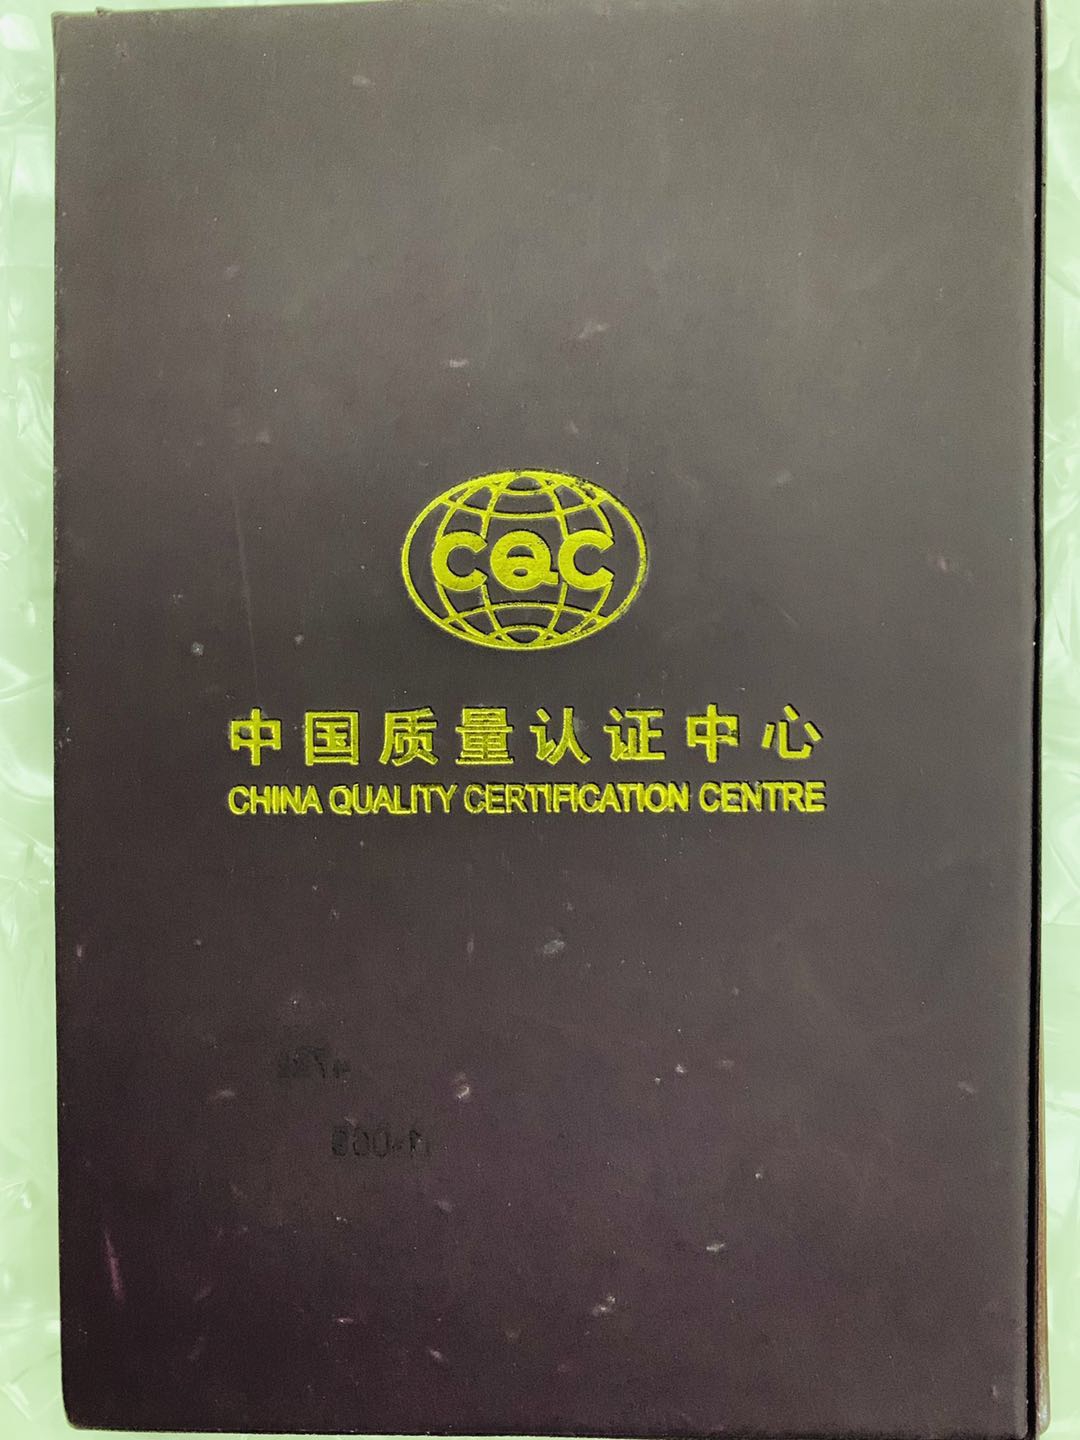 CQC
中国质量认证中心
CHINA QUALITY CERTIFICATION CENTRE